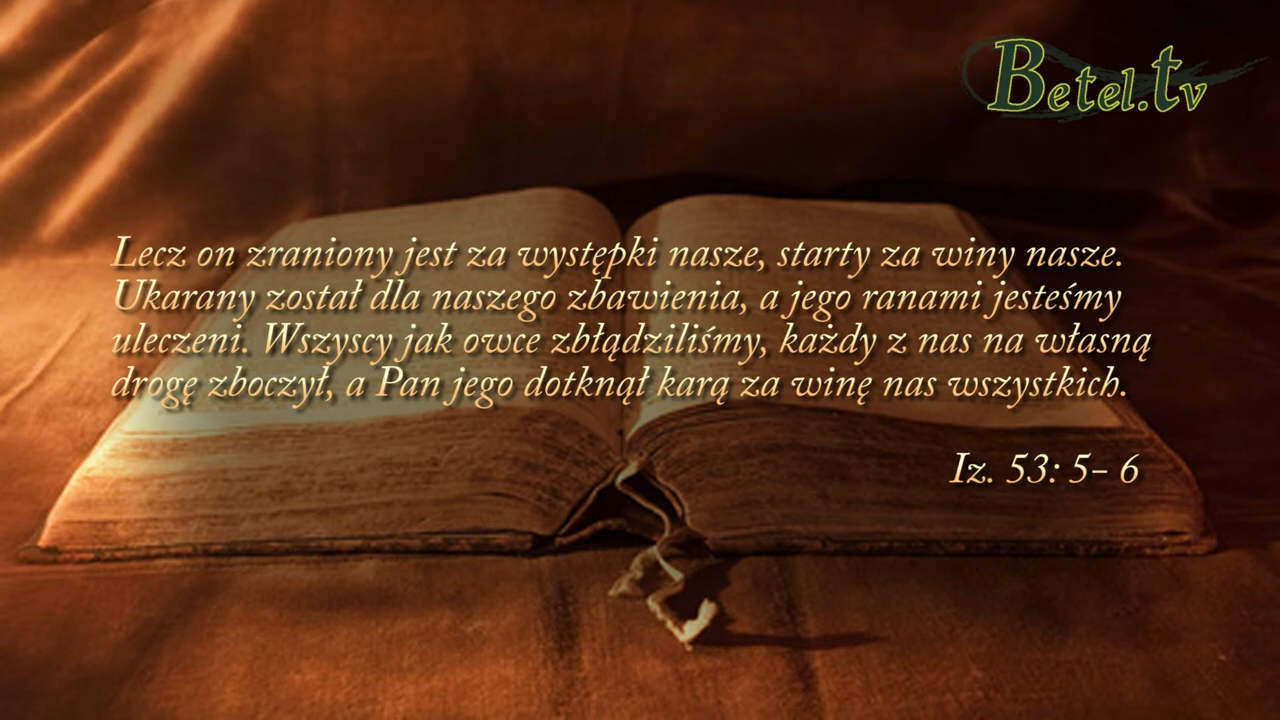 Betel.tv
Lecz on zraniony jest za występki nasze, starty za winy nasze.
Ukarany został dla naszego zbawienia, a jego ranami jesteśmy
uleczeni. Wszyscy jak owce zbłądziliśmy, każdy z nas na własną
drogę zboczył, a Pan jego dotknął karą za winę nas wszystkich.
Iz. 53: 5– 6